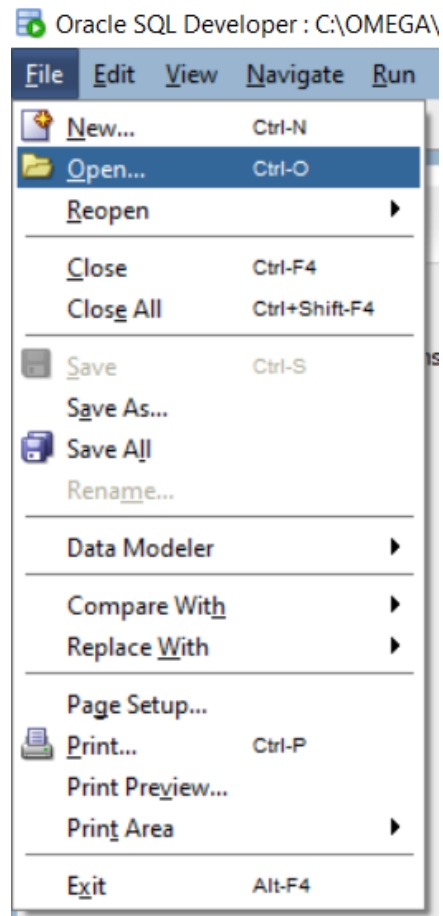 Oracle SQL Developer : C:\OMEGA\
File Edit View Navigate Run
New... Ctrl-N
Open... Ctrl-O
Reopen
Close Ctrl-F4
Close All Ctrl+Shift-F4
Save Ctrl-S
Save As...
Save All
Rename...
Data Modeler
Compare With
Replace With
Page Setup...
Print... Ctrl-P
Print Preview...
Print Area
Exit Alt-F4